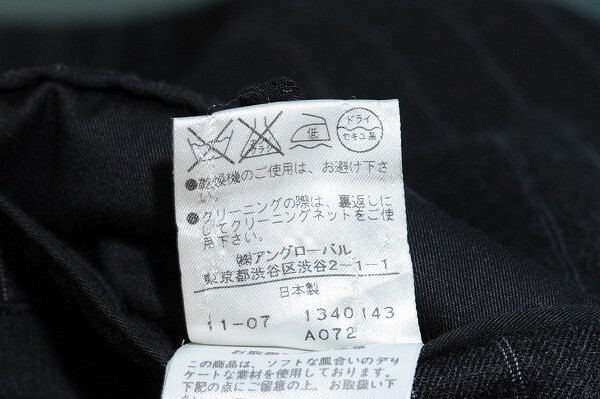 低
ドライ
セキユ系
●乾燥機のご使用は、お避け下さ
い。
●クリーニングの際は、裏返しに
してクリーニングネットをご使
用下さい。
㈱アングローバル
東京都渋谷区渋谷2-1-1
日本製
11-07 1340143
A072
この商品は、ソフトな風合いのデリ
ケートな素材を使用しております。
下記の点にご留意の上、お取扱い下